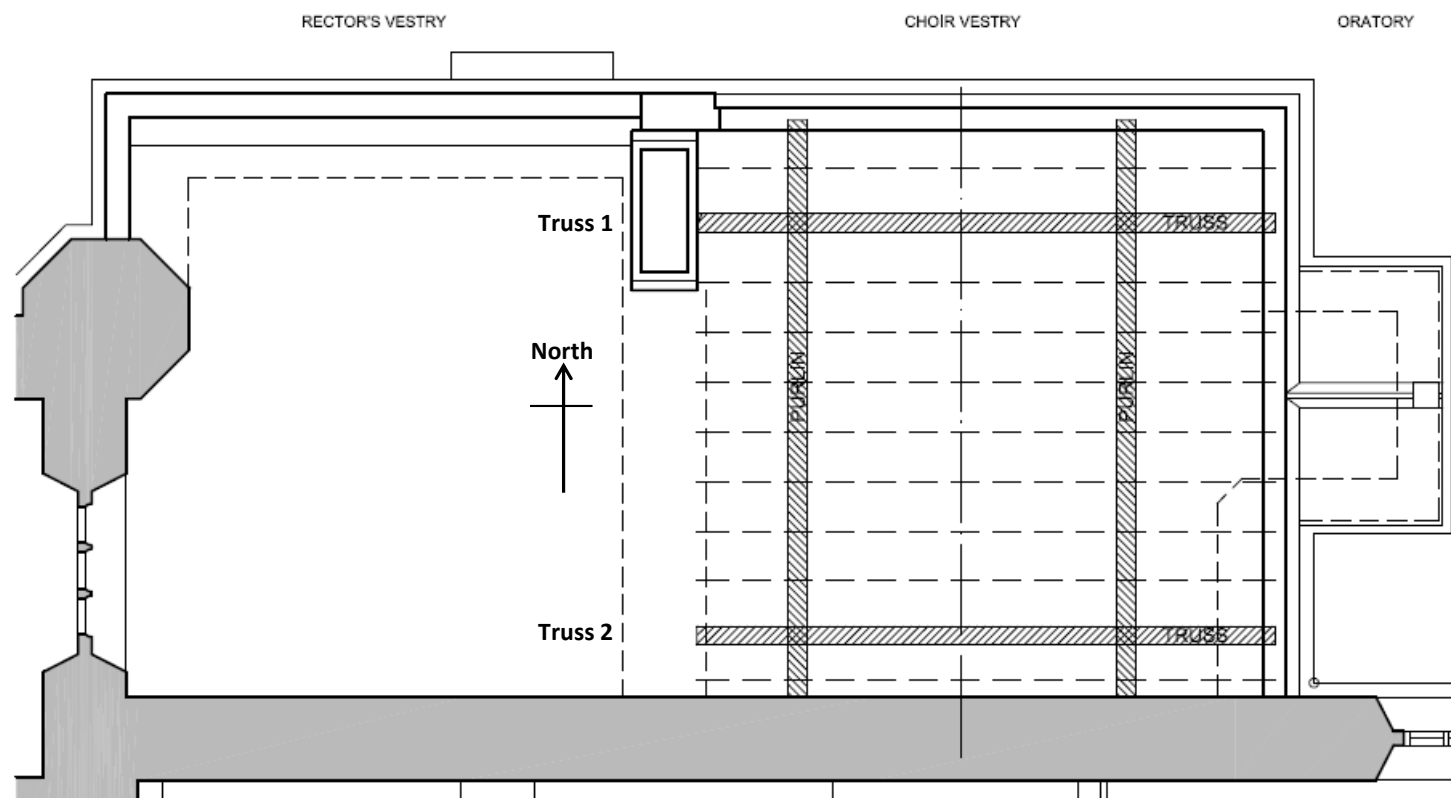 RECTOR'S VESTRY
CHOIR VESTRY
ORATORY
Truss 1
TRUSS
North
PURLIN
PURLIN
Truss 2
TRUSS